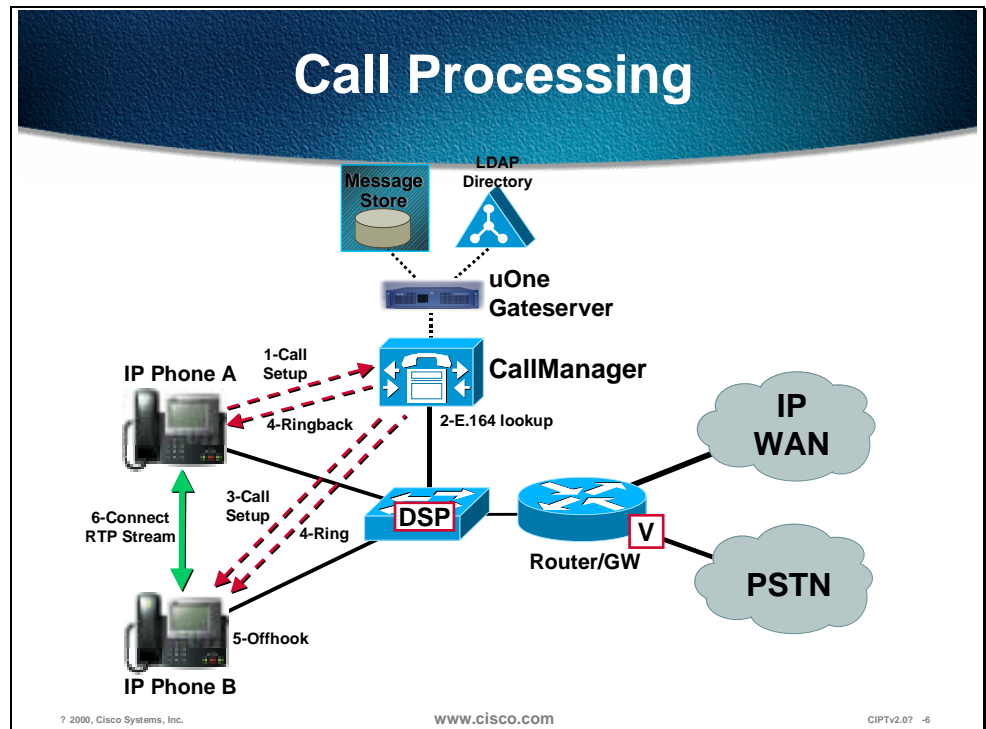 Call Processing
Message
Store
LDAP
Directory
uOne
Gateserver
1-Call
Setup
CallManager
IP Phone A
4-Ringback
2-E.164 lookup
IP
WAN
3-Call
Setup
6-Connect
RTP Stream
4-Ring
DSP
V
Router/GW
PSTN
5-Offhook
IP Phone B
? 2000, Cisco Systems, Inc.
www.cisco.com
CIPTv2.0? -6